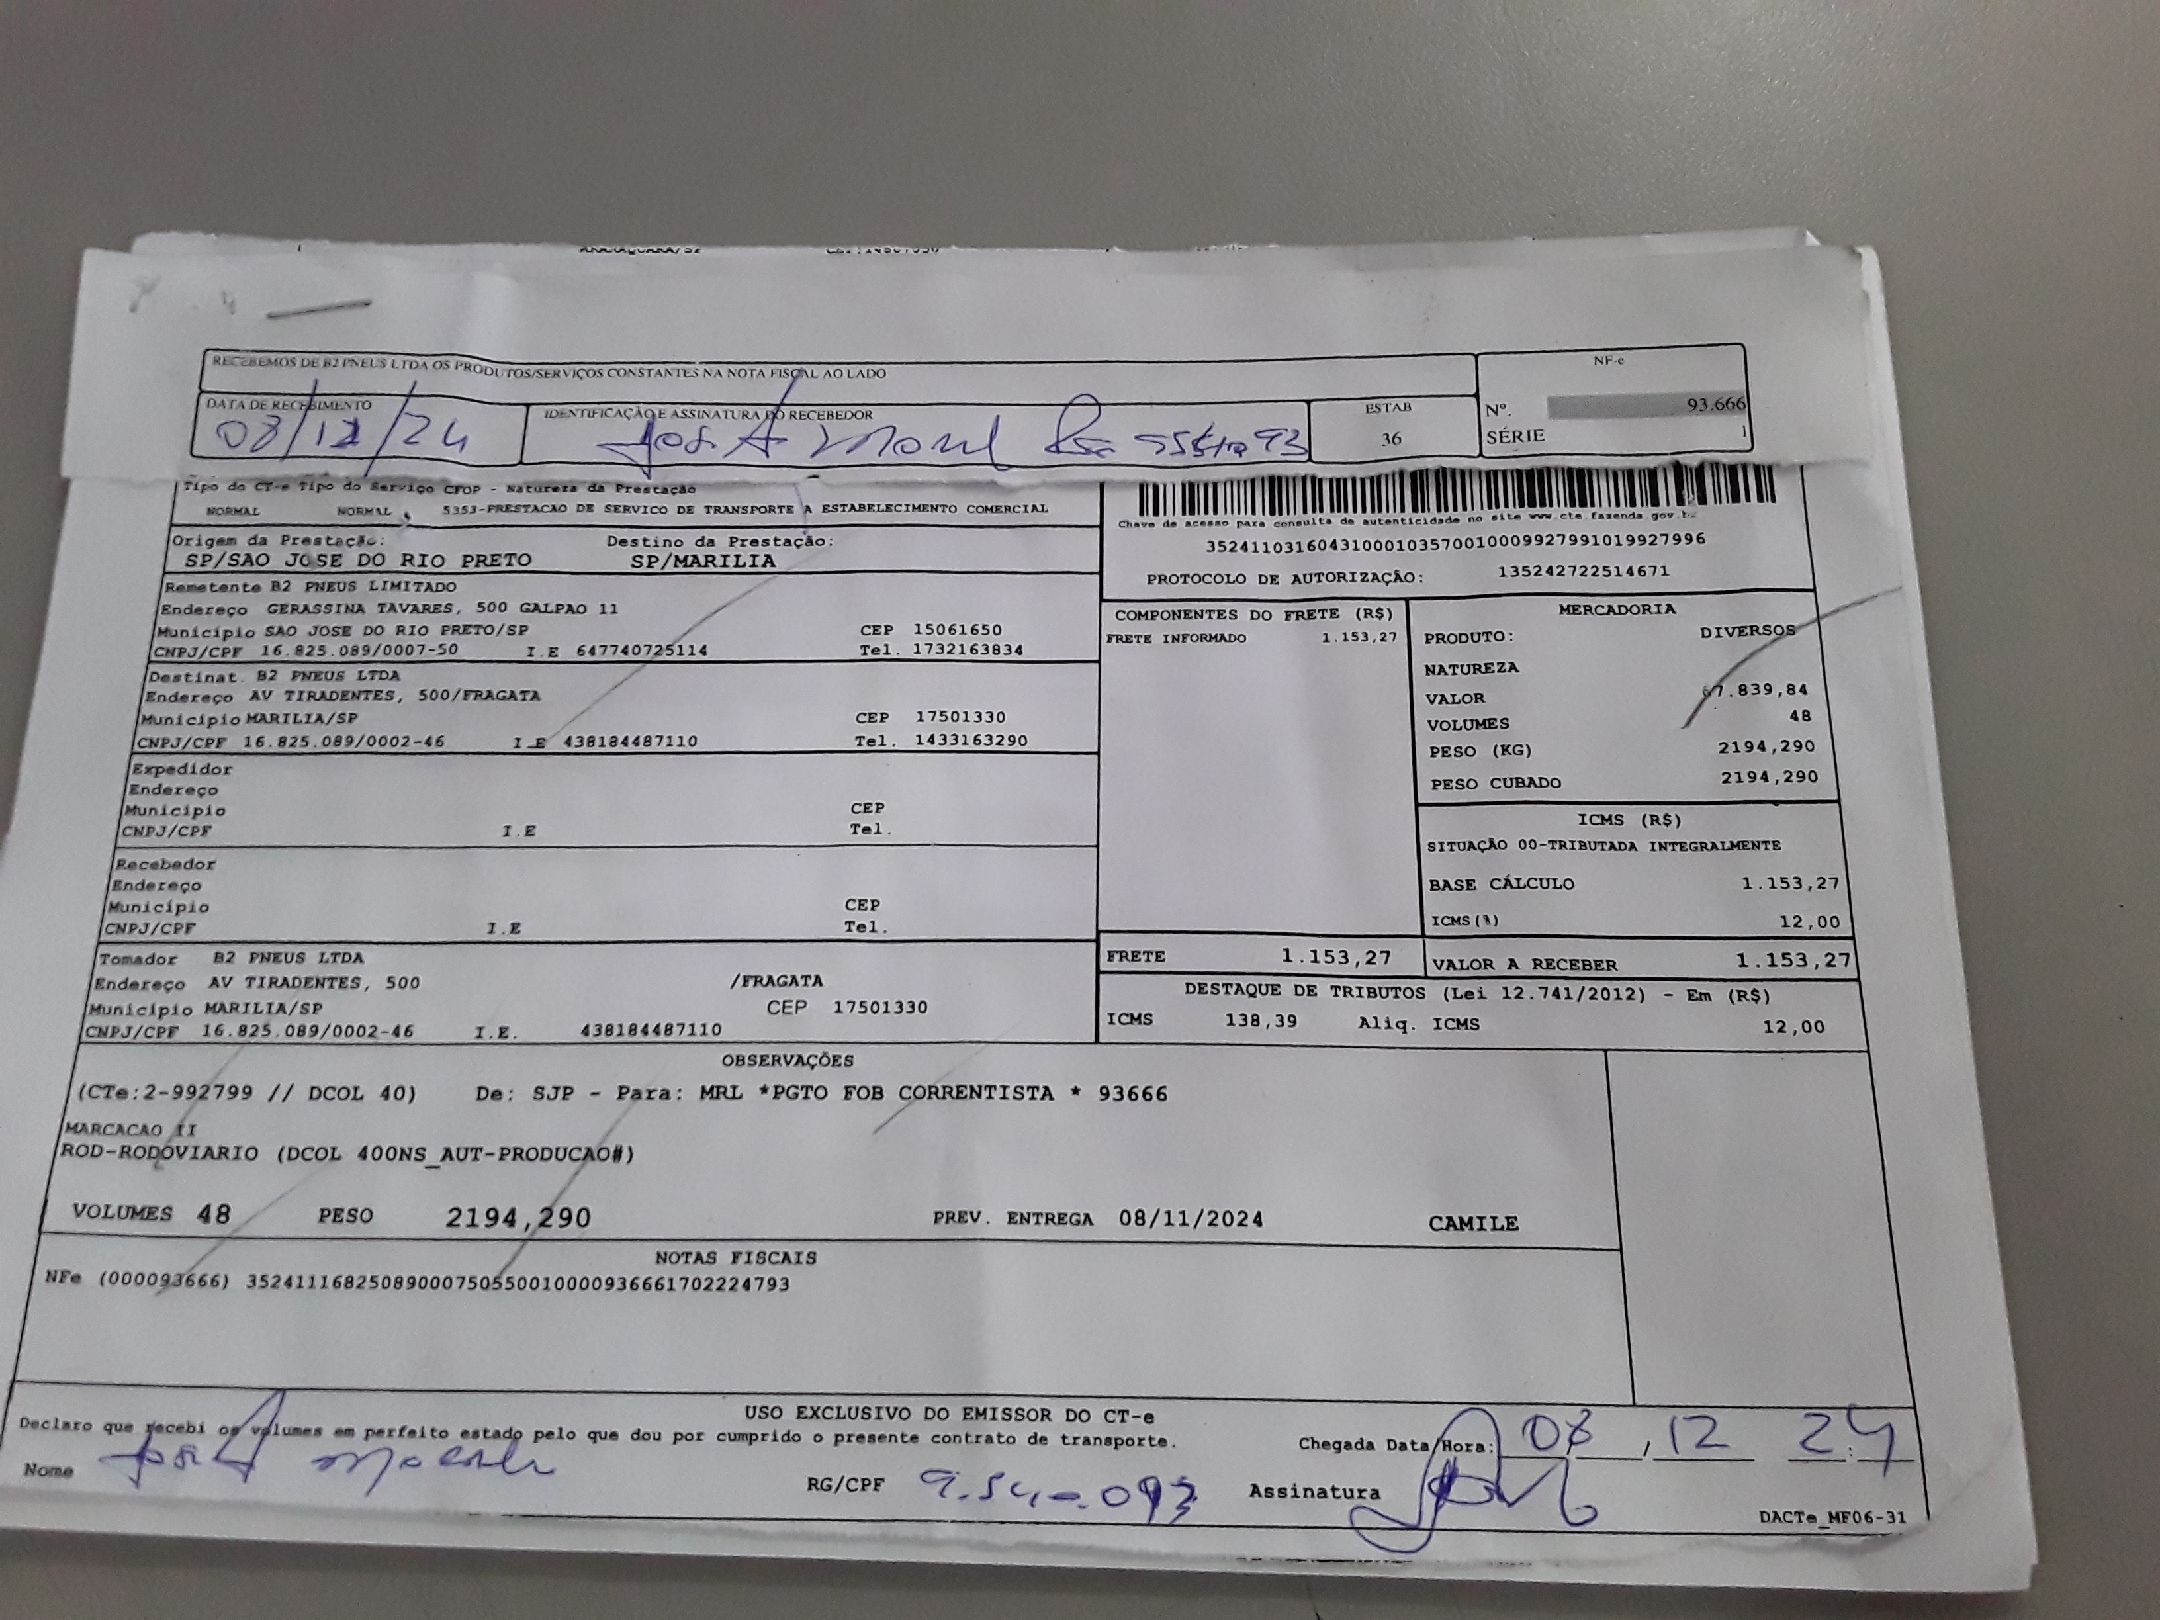 RECEBEMOS DE B2 PNEUS LTDA OS PRODUTOS/SERVIÇOS CONSTANTES NA NOTA FISCAL AO LADO
NF-e
DATA DE RECEBIMENTO
IDENTIFICAÇÃO E ASSINATURA DO RECEBEDOR
ESTAB
36
Nº. 93.666
SÉRIE 1
08/12/24
Tipo do CT-e Tipo do Serviço CFOP - Natureza da Prestação
NORMAL NORMAL 5353-PRESTACAO DE SERVICO DE TRANSPORTE A ESTABELECIMENTO COMERCIAL
Chave de acesso para consulta de autenticidade no site www.cte.fazenda.gov.br
35241103160431000103570010009927991019927996
PROTOCOLO DE AUTORIZAÇÃO: 135242722514671
Origem da Prestação: Destino da Prestação:
SP/SAO JOSE DO RIO PRETO SP/MARILIA
Remetente B2 PNEUS LIMITADO
Endereço GERASSINA TAVARES, 500 GALPAO 11
Município SAO JOSE DO RIO PRETO/SP CEP 15061650
CNPJ/CPF 16.825.089/0007-50 I.E 647740725114 Tel. 1732163834
Destinat. B2 PNEUS LTDA
Endereço AV TIRADENTES, 500/FRAGATA
Município MARILIA/SP CEP 17501330
CNPJ/CPF 16.825.089/0002-46 I.E 438184487110 Tel. 1433163290
Expedidor
Endereço
Município CEP
CNPJ/CPF I.E Tel.
Recebedor
Endereço
Município CEP
CNPJ/CPF I.E Tel.
Tomador B2 PNEUS LTDA
Endereço AV TIRADENTES, 500 /FRAGATA
Município MARILIA/SP CEP 17501330
CNPJ/CPF 16.825.089/0002-46 I.E. 438184487110
COMPONENTES DO FRETE (R$)
FRETE INFORMADO 1.153,27
MERCADORIA
PRODUTO: DIVERSOS
NATUREZA
VALOR 67.839,84
VOLUMES 48
PESO (KG) 2194,290
PESO CUBADO 2194,290
ICMS (R$)
SITUAÇÃO 00-TRIBUTADA INTEGRALMENTE
BASE CÁLCULO 1.153,27
ICMS(%) 12,00
FRETE 1.153,27 VALOR A RECEBER 1.153,27
DESTAQUE DE TRIBUTOS (Lei 12.741/2012) - Em (R$)
ICMS 138,39 Aliq. ICMS 12,00
OBSERVAÇÕES
(CTe:2-992799 // DCOL 40) De: SJP - Para: MRL *PGTO FOB CORRENTISTA * 93666
MARCACAO II
ROD-RODOVIARIO (DCOL 400NS_AUT-PRODUCAO#)
VOLUMES 48 PESO 2194,290 PREV. ENTREGA 08/11/2024 CAMILE
NOTAS FISCAIS
NFe (000093666) 35241116825089000750550010000936661702224793
USO EXCLUSIVO DO EMISSOR DO CT-e
Declaro que recebi os volumes em perfeito estado pelo que dou por cumprido o presente contrato de transporte.
Chegada Data/Hora: 08 / 12 24
Nome
RG/CPF 9.540.093
Assinatura
DACTe_MF06-31